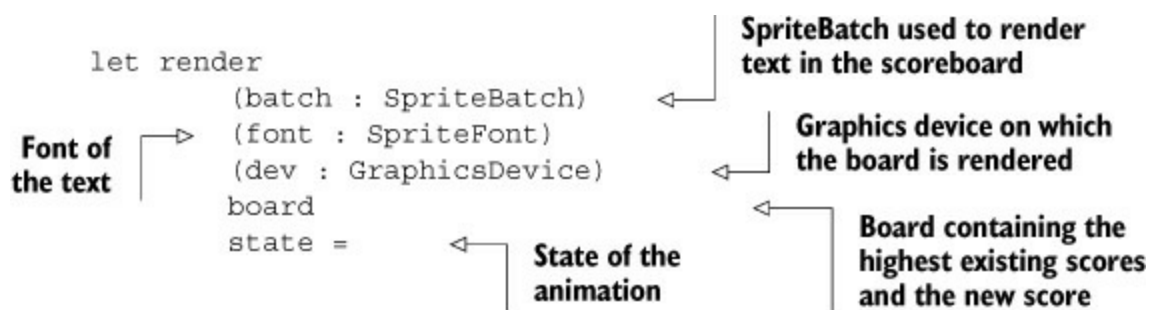 let render
(batch : SpriteBatch)
(font : SpriteFont)
(dev : GraphicsDevice)
board
state =
SpriteBatch used to render
text in the scoreboard
Font of
the text
Graphics device on which
the board is rendered
Board containing the
highest existing scores
and the new score
State of the
animation